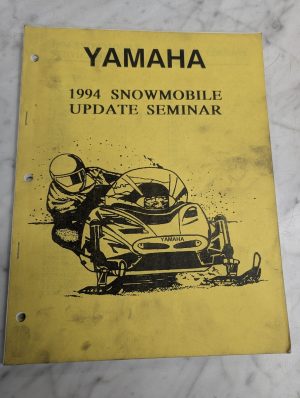 YAMAHA
1994 SNOWMOBILE
UPDATE SEMINAR
YAMAHA